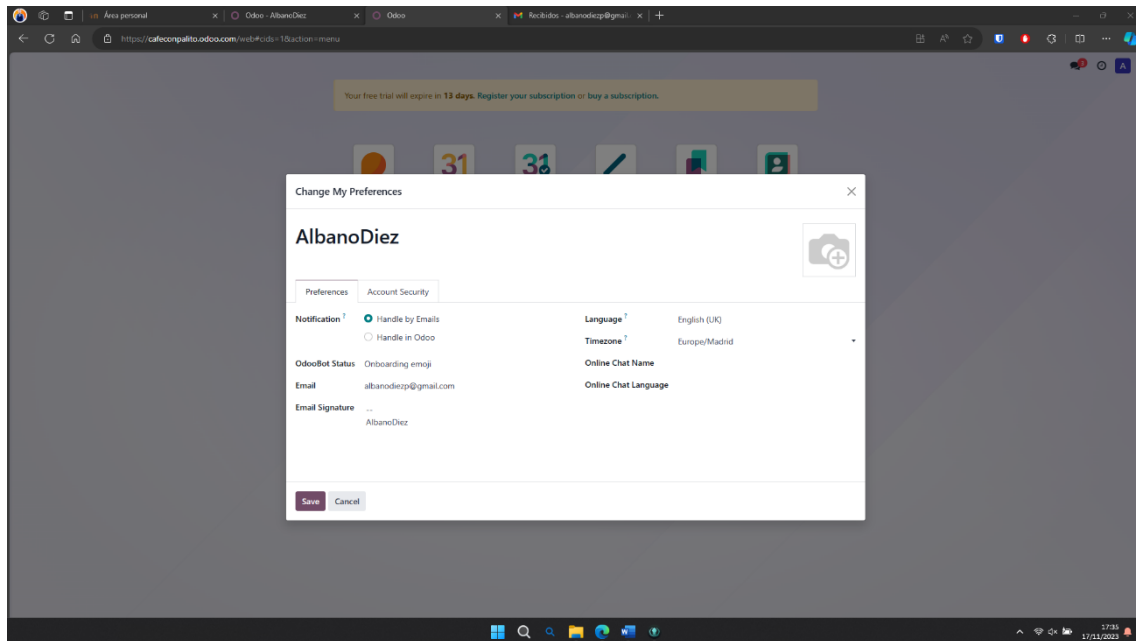 Área personal
Odoo - AlbanoDiez
Odoo
Recibidos - albanodiezp@gmail
https://cafeconpalito.odoo.com/web#cids=1&action=menu
A
Your free trial will expire in 13 days. Register your subscription or buy a subscription.
31
31
Change My Preferences
AlbanoDiez
Preferences
Account Security
Notification ?
Handle by Emails
Handle in Odoo
Language ?
English (UK)
Timezone ?
Europe/Madrid
OdooBot Status
Onboarding emoji
Online Chat Name
Email
albanodiezp@gmail.com
Online Chat Language
Email Signature
--
AlbanoDiez
Save
Cancel
17:35
17/11/2023